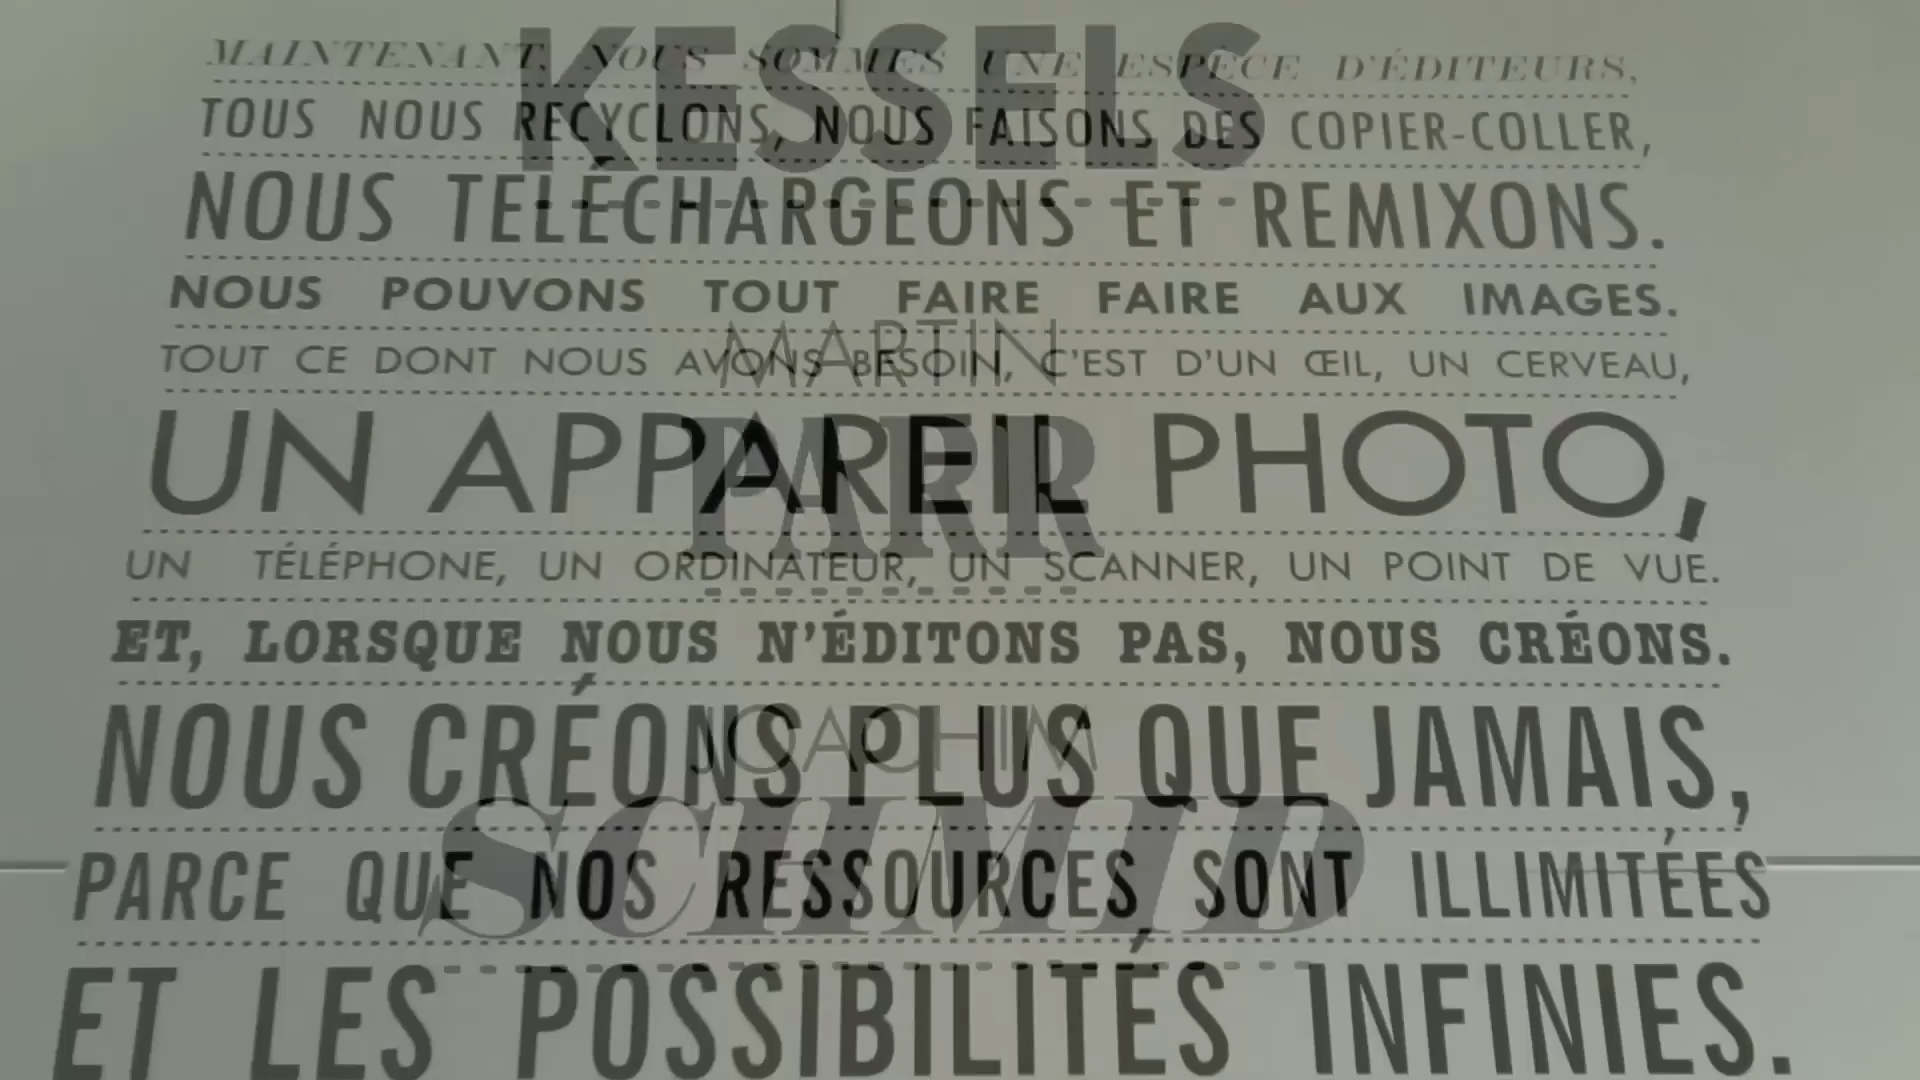 KESSELS
MAINTENANT, NOUS SOMMES UNE ESPÈCE D'ÉDITEURS,
TOUS NOUS RECYCLONS, NOUS FAISONS DES COPIER-COLLER,
NOUS TÉLÉCHARGEONS ET REMIXONS.
NOUS POUVONS TOUT FAIRE FAIRE AUX IMAGES.
MARTIN
TOUT CE DONT NOUS AVONS BESOIN, C'EST D'UN ŒIL, UN CERVEAU,
UN APPAREIL PHOTO,
PARR
UN TÉLÉPHONE, UN ORDINATEUR, UN SCANNER, UN POINT DE VUE.
ET, LORSQUE NOUS N'ÉDITONS PAS, NOUS CRÉONS.
JOACHIM
NOUS CRÉONS PLUS QUE JAMAIS,
SCHMID
PARCE QUE NOS RESSOURCES SONT ILLIMITÉES
ET LES POSSIBILITÉS INFINIES.